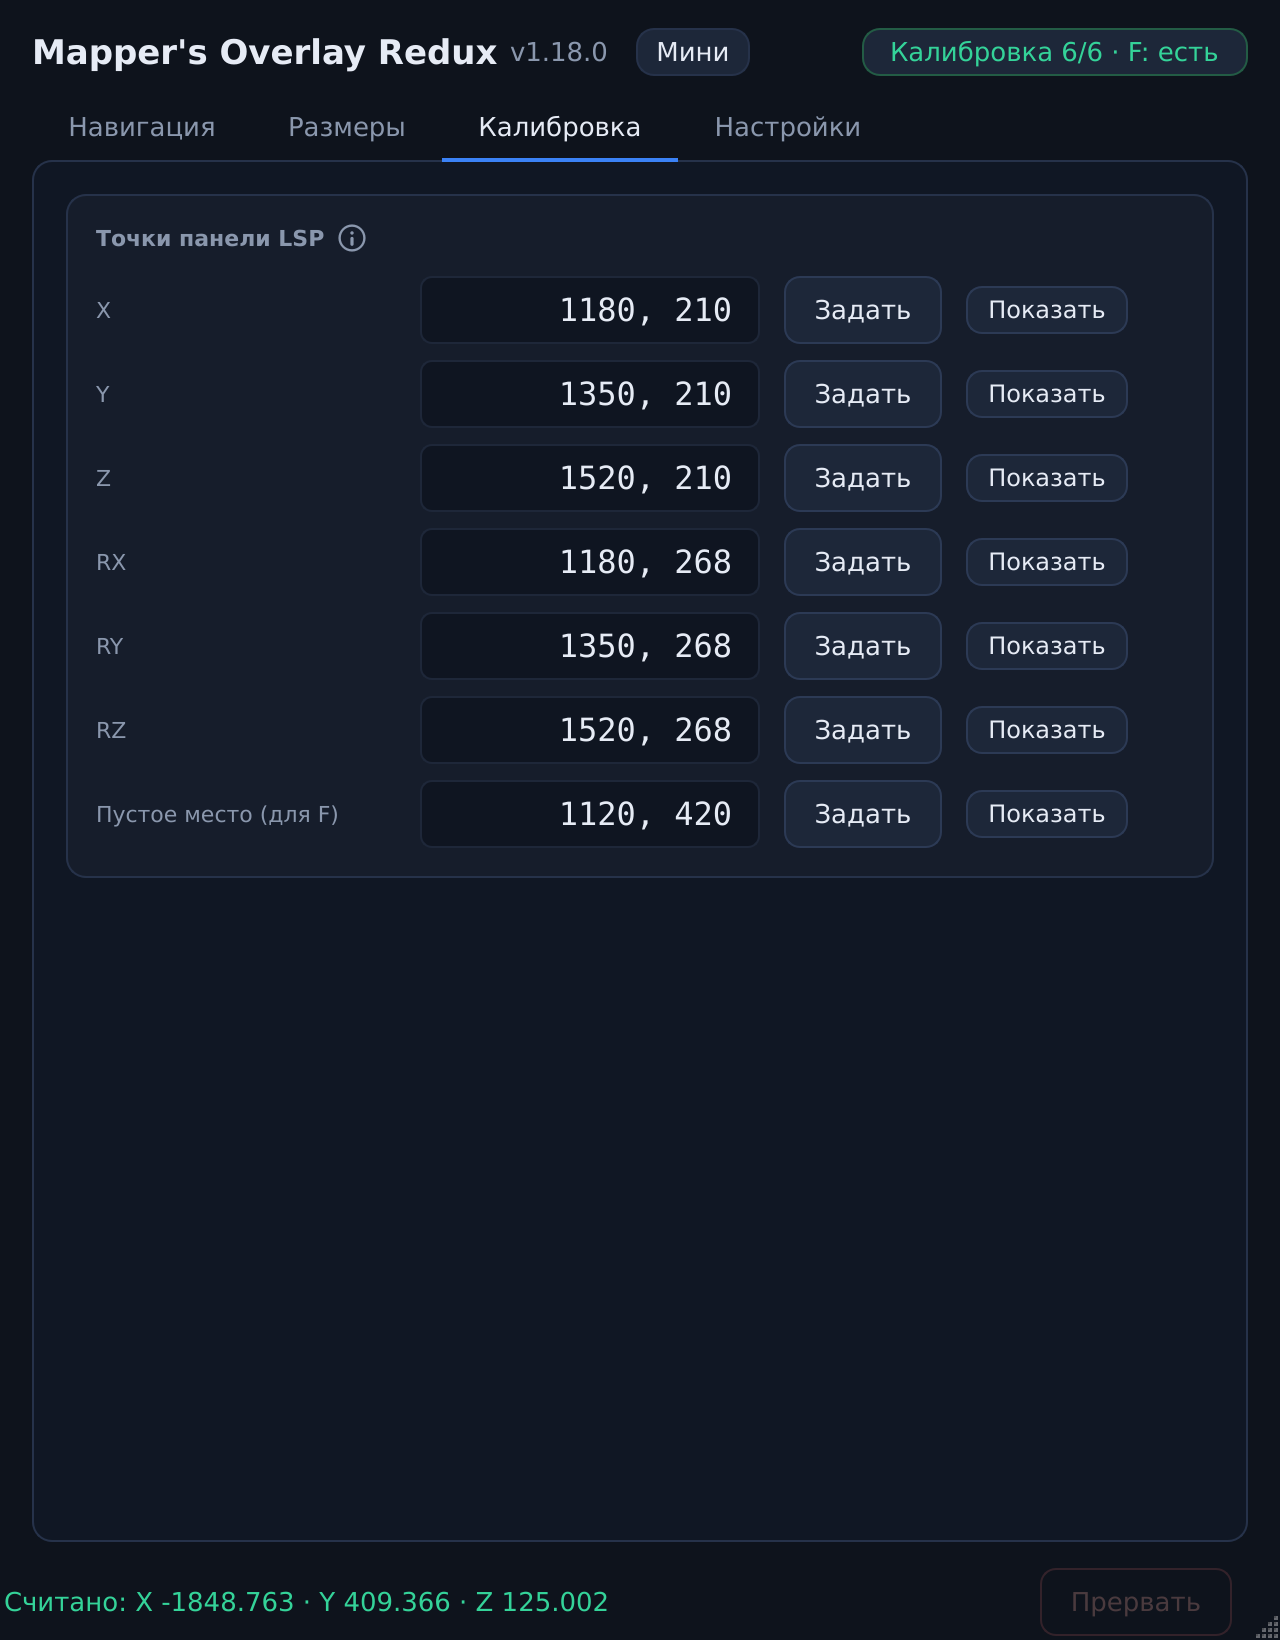 Mapper's Overlay Redux v1.18.0 Мини Калибровка 6/6 · F: есть
Навигация Размеры Калибровка Настройки
Точки панели LSP
X 1180, 210 Задать Показать
Y 1350, 210 Задать Показать
Z 1520, 210 Задать Показать
RX 1180, 268 Задать Показать
RY 1350, 268 Задать Показать
RZ 1520, 268 Задать Показать
Пустое место (для F) 1120, 420 Задать Показать
Считано: X -1848.763 · Y 409.366 · Z 125.002 Прервать